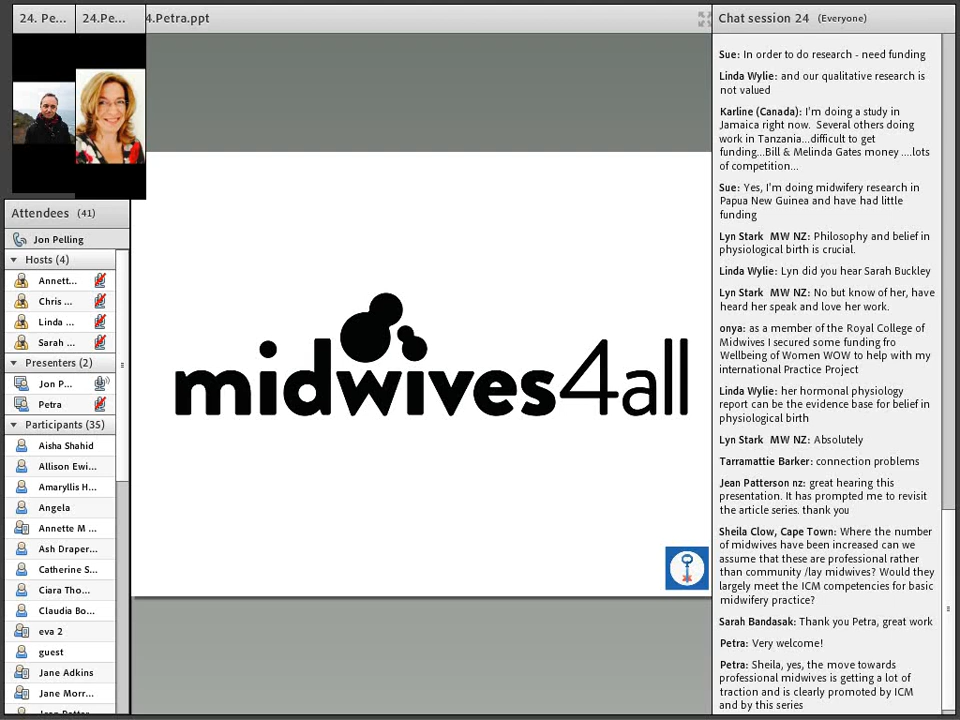 24. Pe...
24.Pe...
4.Petra.ppt
Attendees (41)
Jon Pelling
Hosts (4)
Annett...
Chris ...
Linda ...
Sarah ...
Presenters (2)
Jon P...
Petra
Participants (35)
Aisha Shahid
Allison Ewi...
Amaryllis H...
Angela
Annette M ...
Ash Draper...
Catherine S...
Ciara Tho...
Claudia Bo...
eva 2
guest
Jane Adkins
Jane Morr...
midwives4all
Chat session 24 (Everyone)
Sue: In order to do research - need funding
Linda Wylie: and our qualitative research is
not valued
Karline (Canada): I'm doing a study in
Jamaica right now. Several others doing
work in Tanzania...difficult to get
funding...Bill & Melinda Gates money ....lots
of competition...
Sue: Yes, I'm doing midwifery research in
Papua New Guinea and have had little
funding
Lyn Stark MW NZ: Philosophy and belief in
physiological birth is crucial.
Linda Wylie: Lyn did you hear Sarah Buckley
Lyn Stark MW NZ: No but know of her, have
heard her speak and love her work.
onya: as a member of the Royal College of
Midwives I secured some funding fro
Wellbeing of Women WOW to help with my
international Practice Project
Linda Wylie: her hormonal physiology
report can be the evidence base for belief in
physiological birth
Lyn Stark MW NZ: Absolutely
Tarramattie Barker: connection problems
Jean Patterson nz: great hearing this
presentation. It has prompted me to revisit
the article series. thank you
Sheila Clow, Cape Town: Where the number
of midwives have been increased can we
assume that these are professional rather
than community /lay midwives? Would they
largely meet the ICM competencies for basic
midwifery practice?
Sarah Bandasak: Thank you Petra, great work
Petra: Very welcome!
Petra: Sheila, yes, the move towards
professional midwives is getting a lot of
traction and is clearly promoted by ICM
and by this series